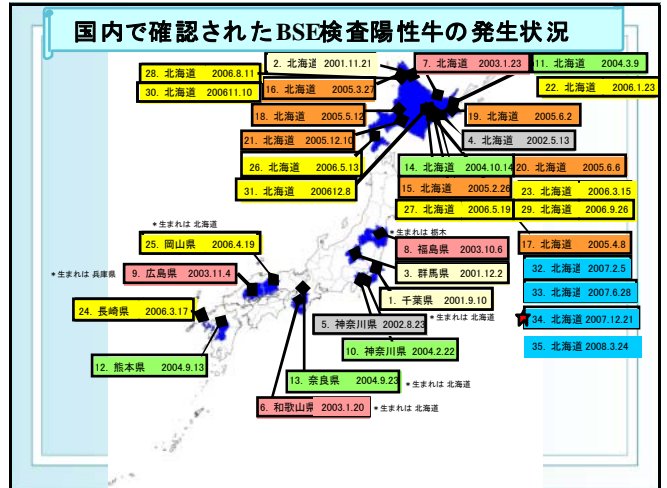 国内で確認されたBSE検査陽性牛の発生状況
2. 北海道 2001.11.21
7. 北海道 2003.1.23
11. 北海道 2004.3.9
28. 北海道 2006.8.11
30. 北海道 200611.10
16. 北海道 2005.3.27
22. 北海道 2006.1.23
18. 北海道 2005.5.12
19. 北海道 2005.6.2
21. 北海道 2005.12.10
4. 北海道 2002.5.13
26. 北海道 2006.5.13
14. 北海道 2004.10.14
20. 北海道 2005.6.6
31. 北海道 200612.8
15. 北海道 2005.2.26
23. 北海道 2006.3.15
27. 北海道 2006.5.19
29. 北海道 2006.9.26
*生まれは 北海道
*生まれは 栃木
17. 北海道 2005.4.8
25. 岡山県 2006.4.19
8. 福島県 2003.10.6
32. 北海道 2007.2.5
*生まれは 兵庫県
9. 広島県 2003.11.4
3. 群馬県 2001.12.2
33. 北海道 2007.6.28
1. 千葉県 2001.9.10
24. 長崎県 2006.3.17
5. 神奈川県 2002.8.23
*生まれは 北海道
34. 北海道 2007.12.21
10. 神奈川県 2004.2.22
35. 北海道 2008.3.24
12. 熊本県 2004.9.13
13. 奈良県 2004.9.23
*生まれは 北海道
6. 和歌山県 2003.1.20
*生まれは 北海道